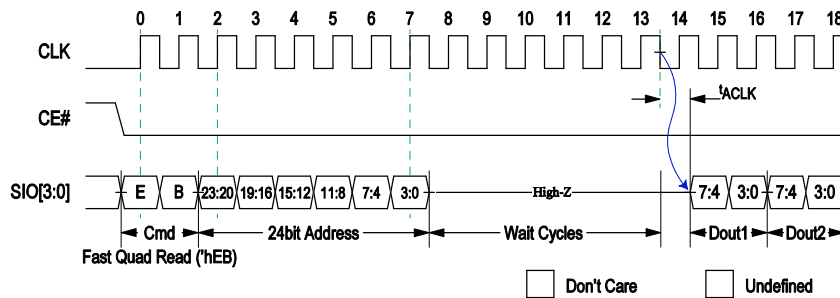 0 1 2 3 4 5 6 7 8 9 10 11 12 13 14 15 16 17 18
CLK
tACLK
CE#
SIO[3:0] E B 23:20 19:16 15:12 11:8 7:4 3:0 High-Z 7:4 3:0 7:4 3:0
Cmd 24bit Address Wait Cycles Dout1 Dout2
Fast Quad Read ('hEB)
Don't Care Undefined